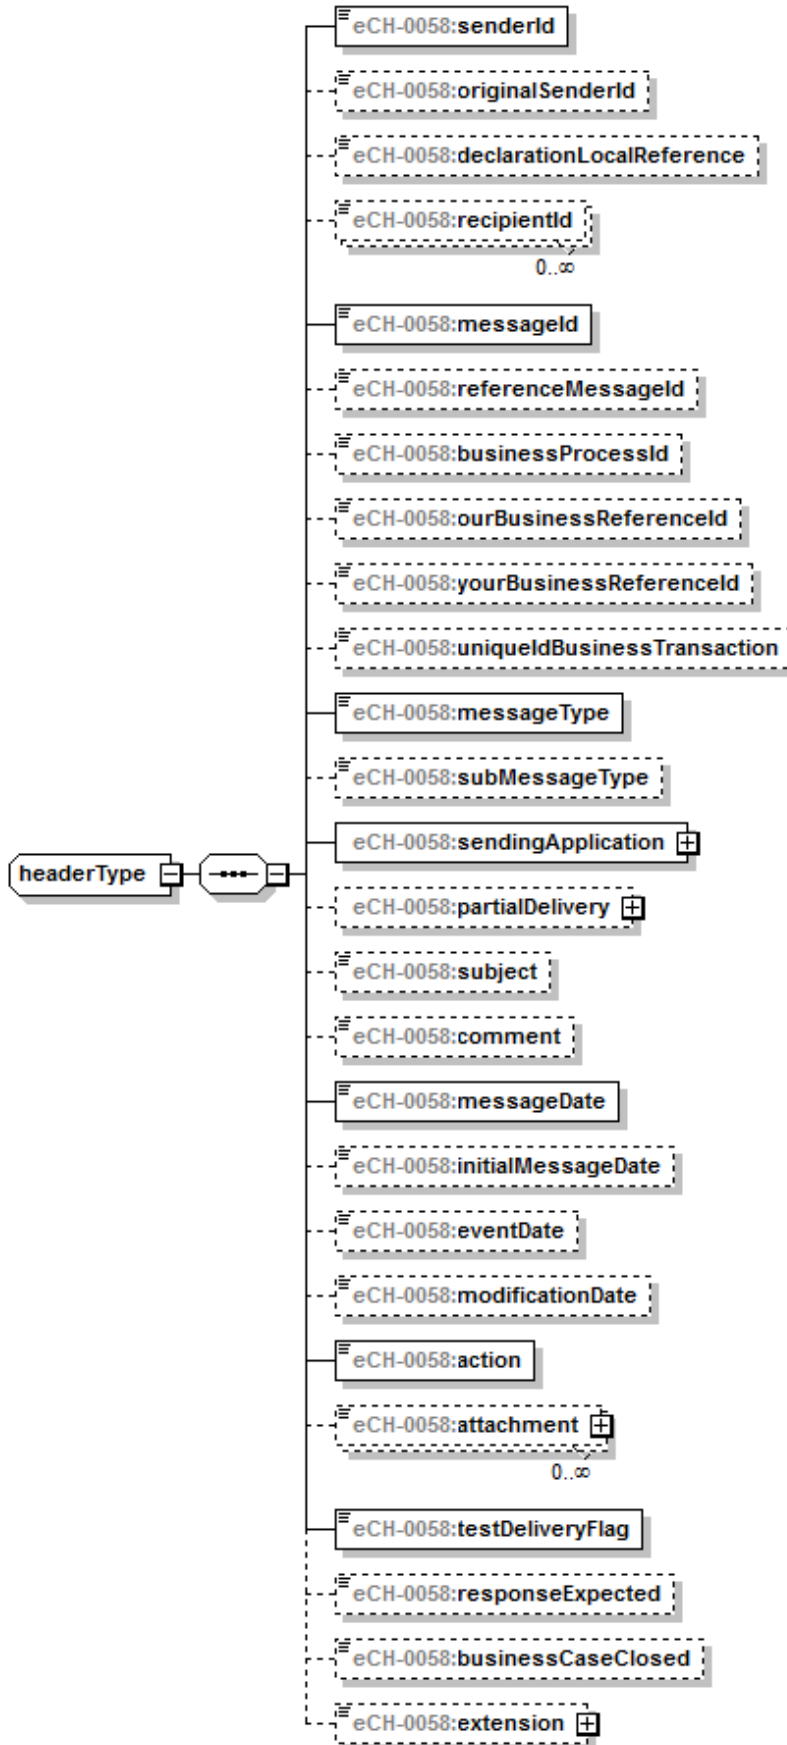 eCH-0058:senderId
eCH-0058:originalSenderId
eCH-0058:declarationLocalReference
eCH-0058:recipientId
0..∞
eCH-0058:messageId
eCH-0058:referenceMessageId
eCH-0058:businessProcessId
eCH-0058:ourBusinessReferenceId
eCH-0058:yourBusinessReferenceId
eCH-0058:uniqueIdBusinessTransaction
eCH-0058:messageType
eCH-0058:subMessageType
eCH-0058:sendingApplication
headerType
eCH-0058:partialDelivery
eCH-0058:subject
eCH-0058:comment
eCH-0058:messageDate
eCH-0058:initialMessageDate
eCH-0058:eventDate
eCH-0058:modificationDate
eCH-0058:action
eCH-0058:attachment
0..∞
eCH-0058:testDeliveryFlag
eCH-0058:responseExpected
eCH-0058:businessCaseClosed
eCH-0058:extension